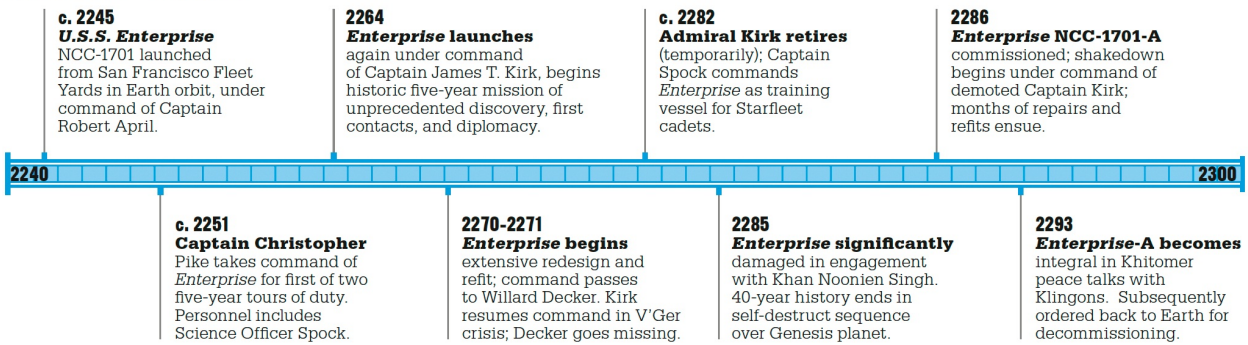 c. 2245
U.S.S. Enterprise
NCC-1701 launched
from San Francisco Fleet
Yards in Earth orbit, under
command of Captain
Robert April.
2264
Enterprise launches
again under command
of Captain James T. Kirk, begins
historic five-year mission of
unprecedented discovery, first
contacts, and diplomacy.
c. 2282
Admiral Kirk retires
(temporarily); Captain
Spock commands
Enterprise as training
vessel for Starfleet
cadets.
2286
Enterprise NCC-1701-A
commissioned; shakedown
begins under command of
demoted Captain Kirk;
months of repairs and
refits ensue.
2240
2300
c. 2251
Captain Christopher
Pike takes command of
Enterprise for first of two
five-year tours of duty.
Personnel includes
Science Officer Spock.
2270-2271
Enterprise begins
extensive redesign and
refit; command passes
to Willard Decker. Kirk
resumes command in V'Ger
crisis; Decker goes missing.
2285
Enterprise significantly
damaged in engagement
with Khan Noonien Singh.
40-year history ends in
self-destruct sequence
over Genesis planet.
2293
Enterprise-A becomes
integral in Khitomer
peace talks with
Klingons.  Subsequently
ordered back to Earth for
decommissioning.